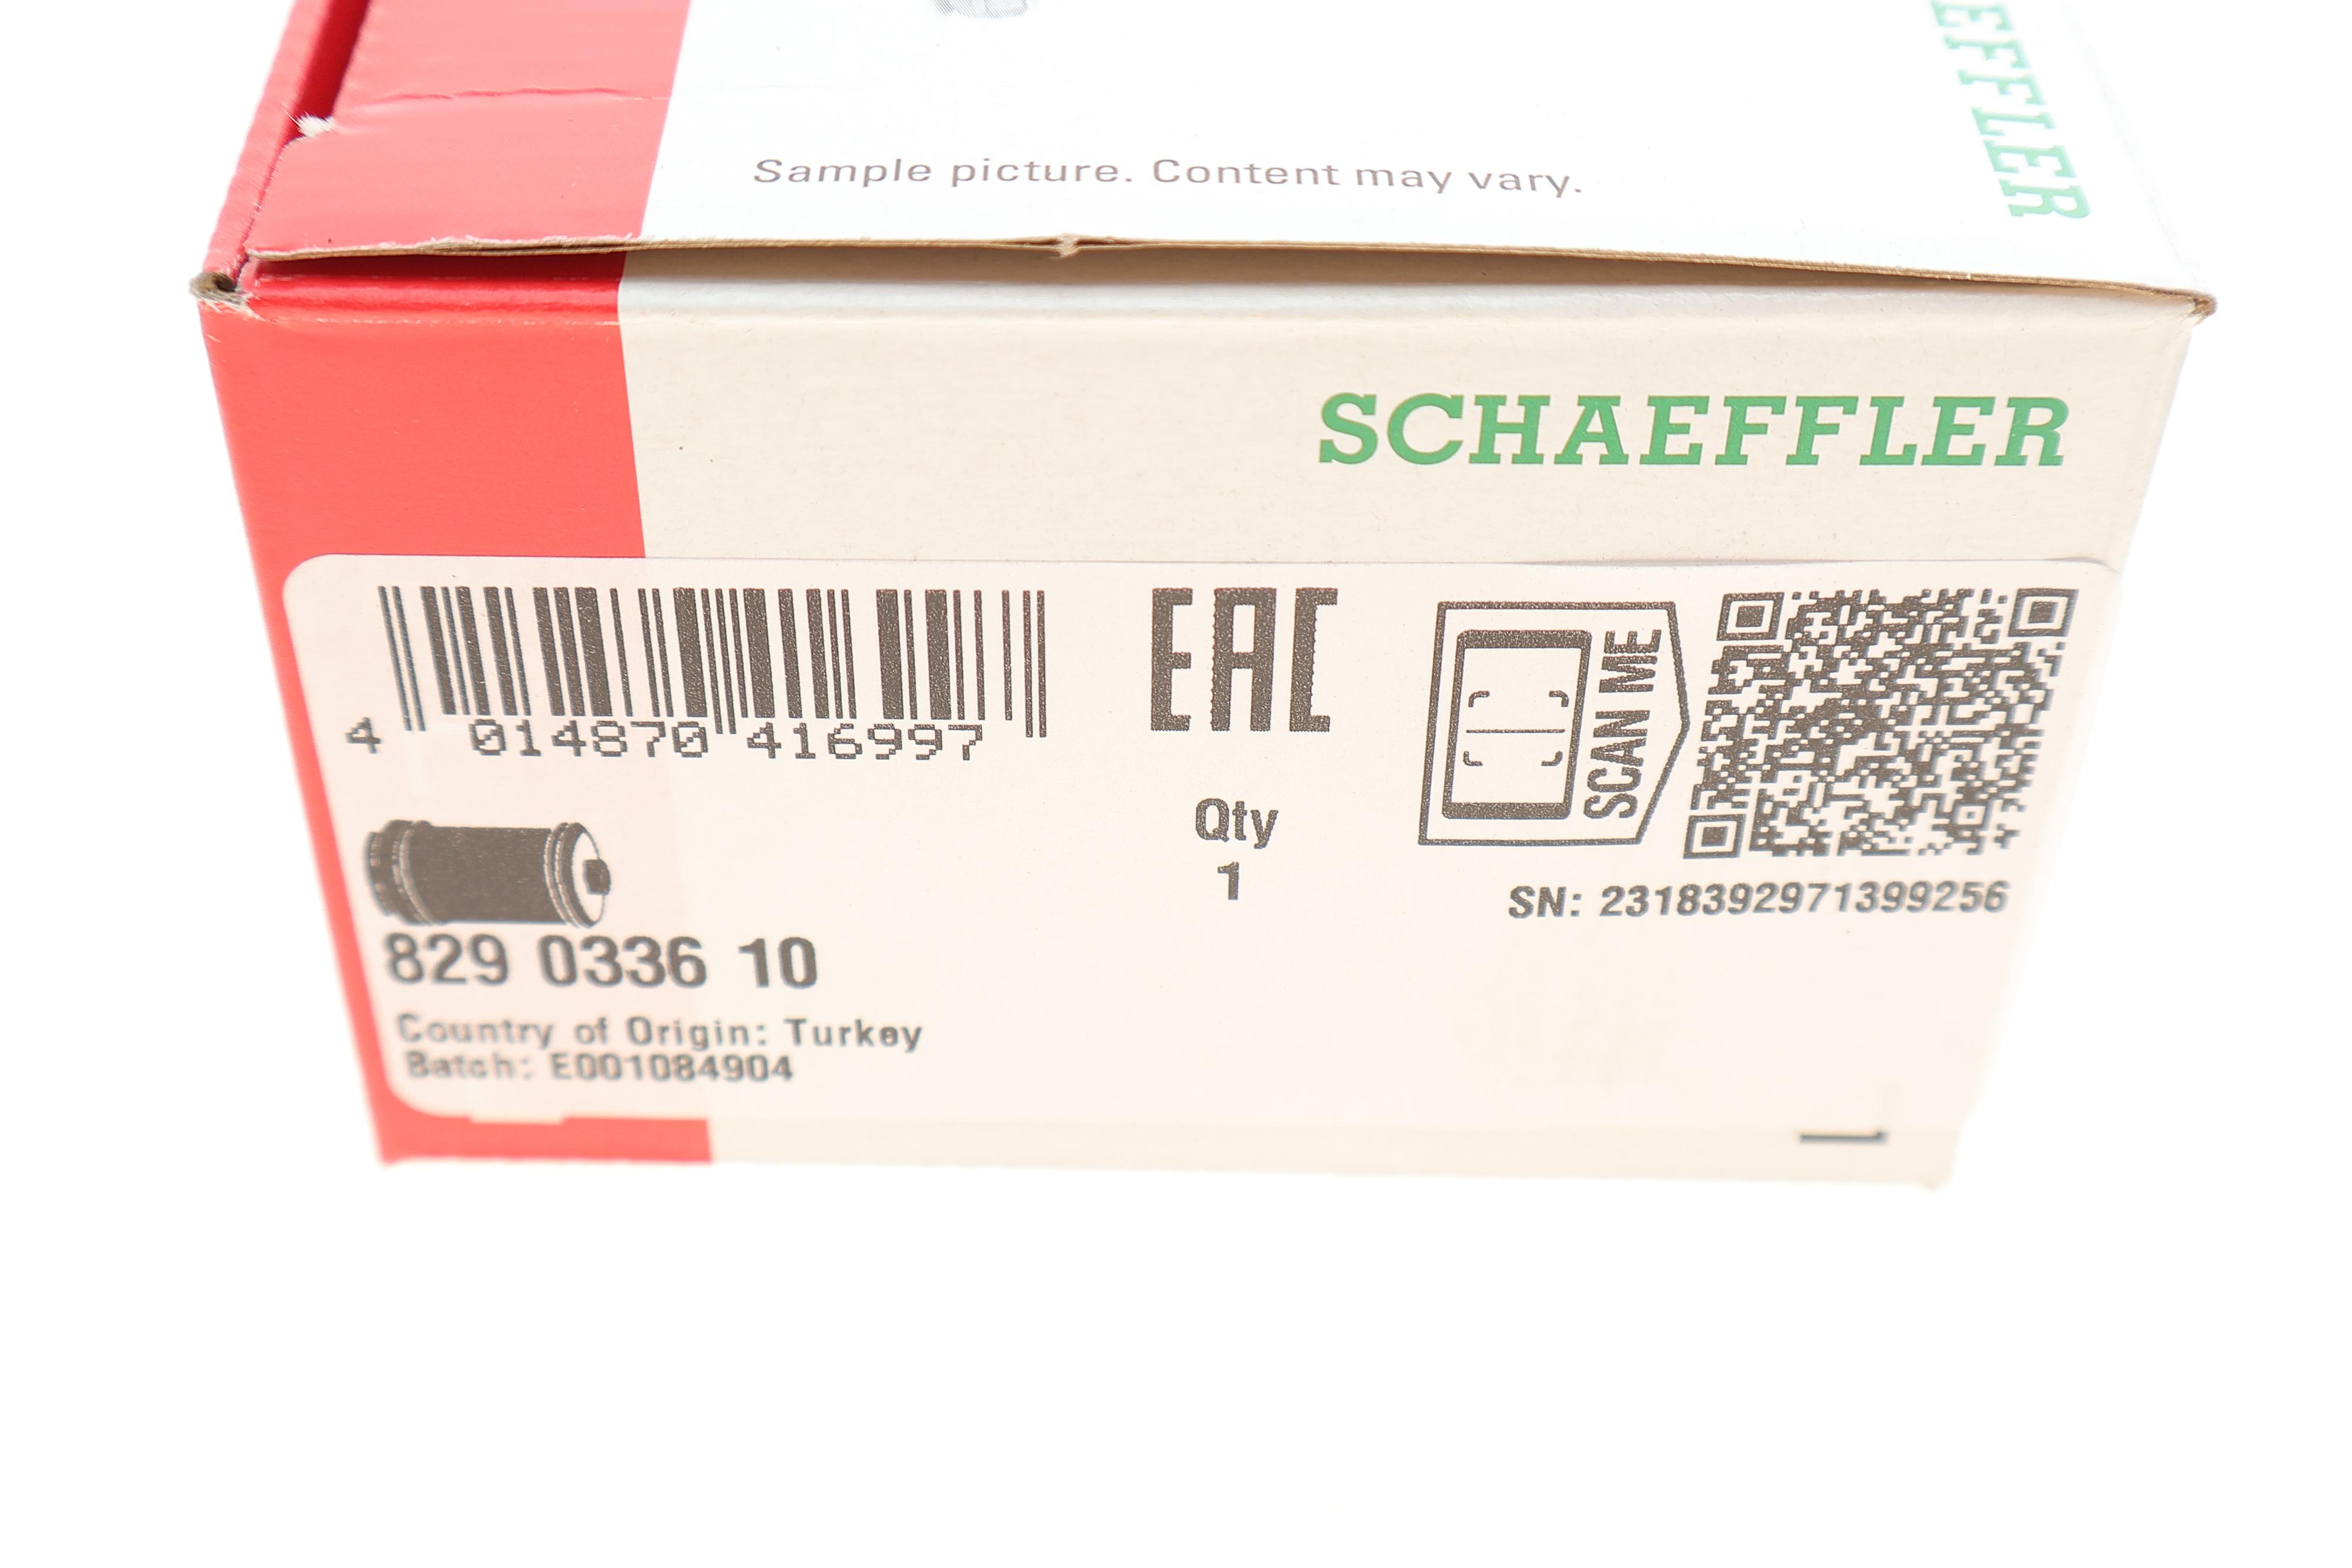 EFFLER
Sample picture. Content may vary.
SCHAEFFLER
EAC
SCAN ME
4 014870 416997
Qty
1
SN: 2318392971399256
829 0336 10
Country of Origin: Turkey
Batch: E001084904